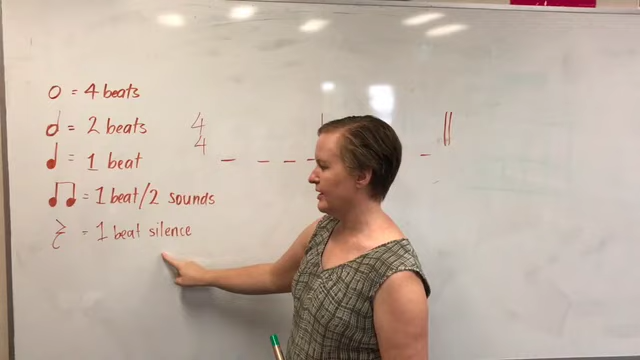 𝅝 = 4 beats
𝅗𝅥 = 2 beats
♩ = 1 beat
♫ = 1 beat/2 sounds
𝄽 = 1 beat silence
4
4